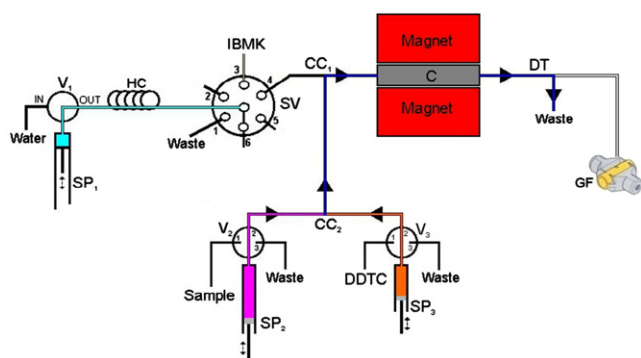 IBMK
CC1
Magnet
V1
HC
3
4
DT
IN
OUT
2
SV
C
Water
Waste
1
5
6
Magnet
Waste
SP1
GF
CC2
V2
1
2
3
V3
1
2
3
Waste
Waste
Sample
DDTC
SP2
SP3